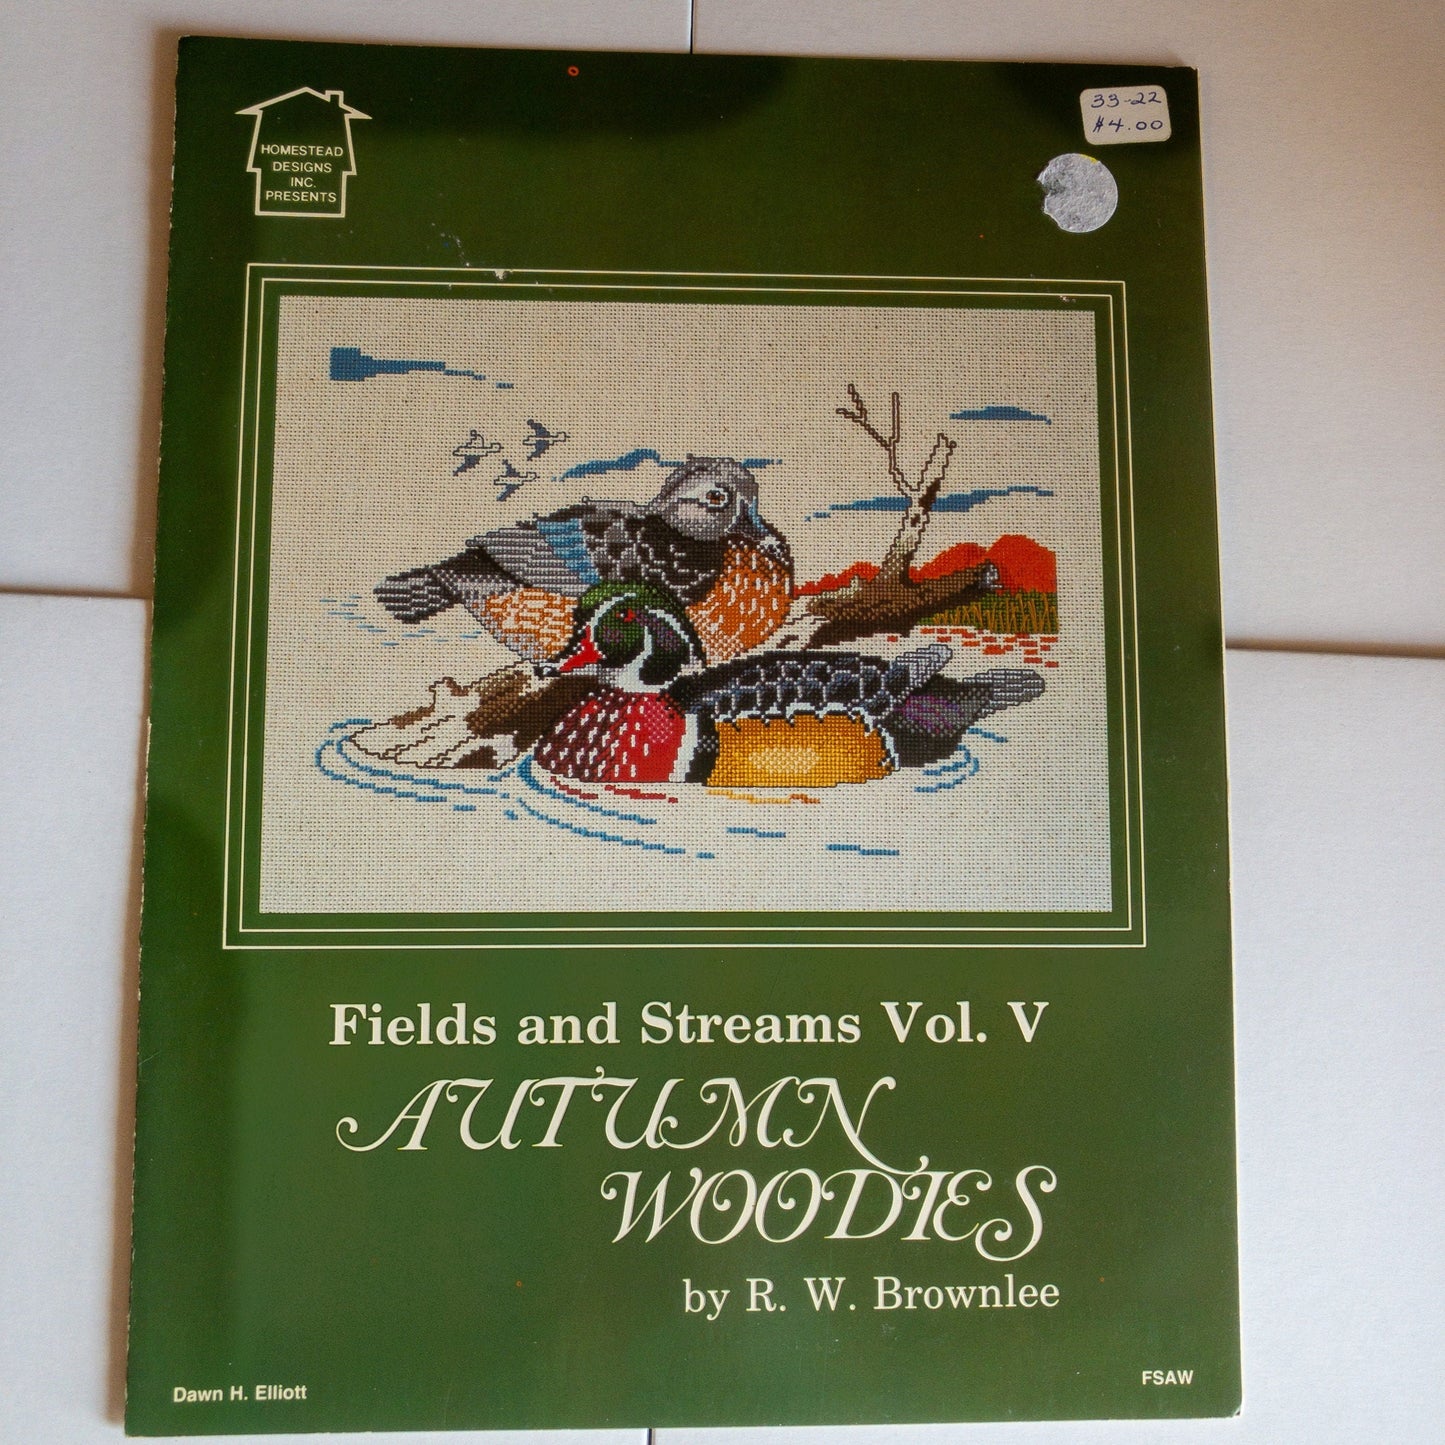 HOMESTEAD
DESIGNS
INC.
PRESENTS
33-22
$4.00
Fields and Streams Vol. V
AUTUMN
WOODIES
by R. W. Brownlee
Dawn H. Elliott
FSAW